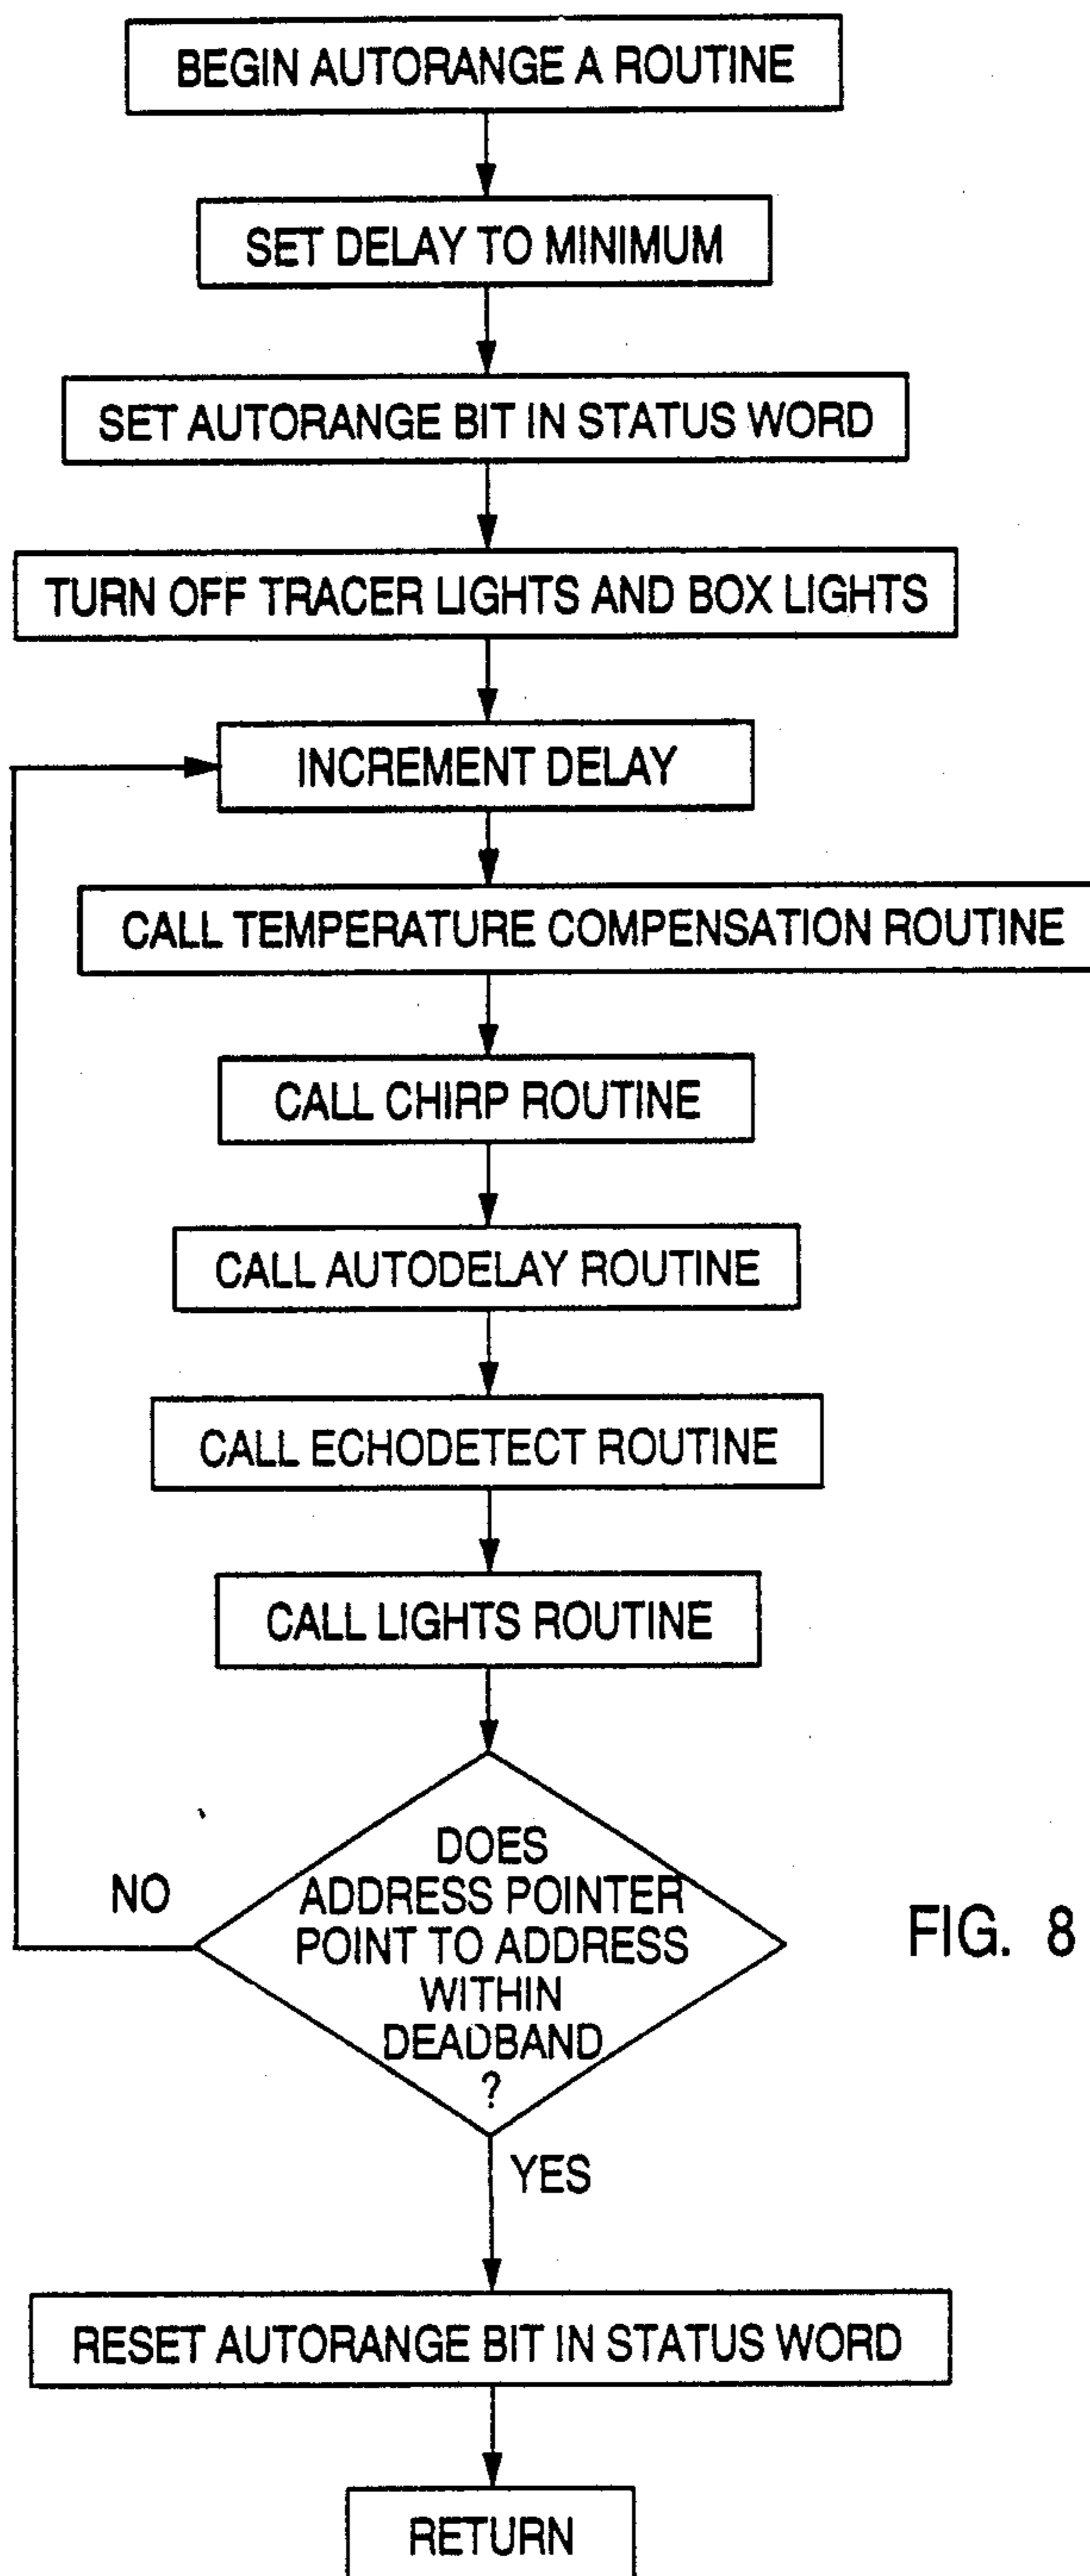 BEGIN AUTORANGE A ROUTINE
SET DELAY TO MINIMUM
SET AUTORANGE BIT IN STATUS WORD
TURN OFF TRACER LIGHTS AND BOX LIGHTS
INCREMENT DELAY
CALL TEMPERATURE COMPENSATION ROUTINE
CALL CHIRP ROUTINE
CALL AUTODELAY ROUTINE
CALL ECHODETECT ROUTINE
CALL LIGHTS ROUTINE
DOES
ADDRESS POINTER
POINT TO ADDRESS
WITHIN
DEADBAND
?
NO
YES
FIG. 8
RESET AUTORANGE BIT IN STATUS WORD
RETURN